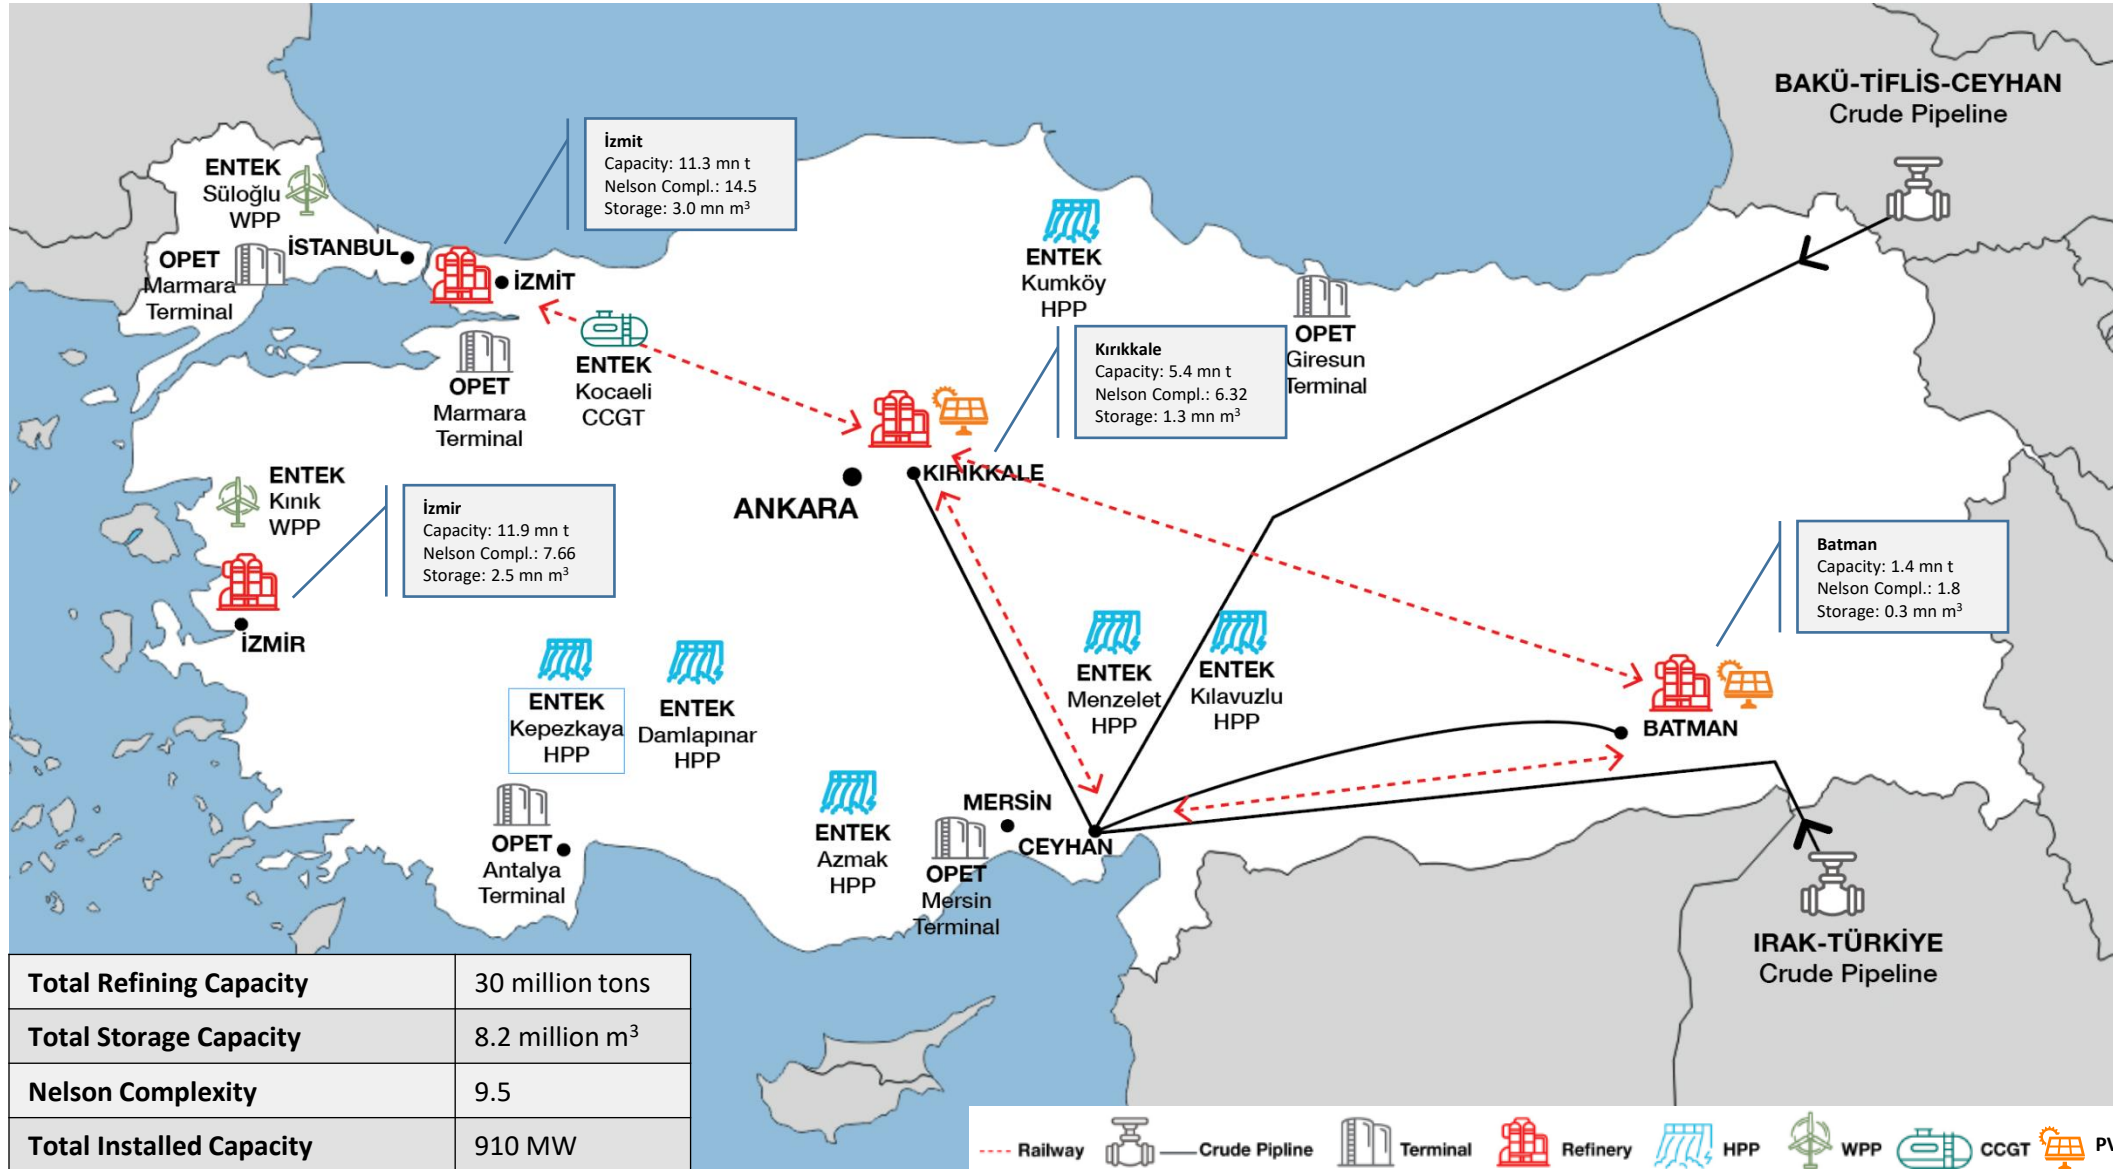 BAKÜ-TİFLİS-CEYHAN
Crude Pipeline
ENTEK
Süloğlu
WPP
İSTANBUL
OPET
Marmara
Terminal
İzmit
Capacity: 11.3 mn t
Nelson Compl.: 14.5
Storage: 3.0 mn m³
İZMİT
OPET
Marmara
Terminal
ENTEK
Kocaeli
CCGT
ENTEK
Kumköy
HPP
OPET
Giresun
Terminal
Kırıkkale
Capacity: 5.4 mn t
Nelson Compl.: 6.32
Storage: 1.3 mn m³
KIRIKKALE
ANKARA
ENTEK
Kınık
WPP
İzmir
Capacity: 11.9 mn t
Nelson Compl.: 7.66
Storage: 2.5 mn m³
İZMİR
Batman
Capacity: 1.4 mn t
Nelson Compl.: 1.8
Storage: 0.3 mn m³
BATMAN
ENTEK
Kepezkaya
HPP
ENTEK
Damlapınar
HPP
ENTEK
Menzelet
HPP
ENTEK
Kılavuzlu
HPP
OPET
Antalya
Terminal
ENTEK
Azmak
HPP
MERSİN
CEYHAN
OPET
Mersin
Terminal
IRAK-TÜRKİYE
Crude Pipeline
Total Refining Capacity 30 million tons
Total Storage Capacity 8.2 million m³
Nelson Complexity 9.5
Total Installed Capacity 910 MW
Railway Crude Pipline Terminal Refinery HPP WPP CCGT PV